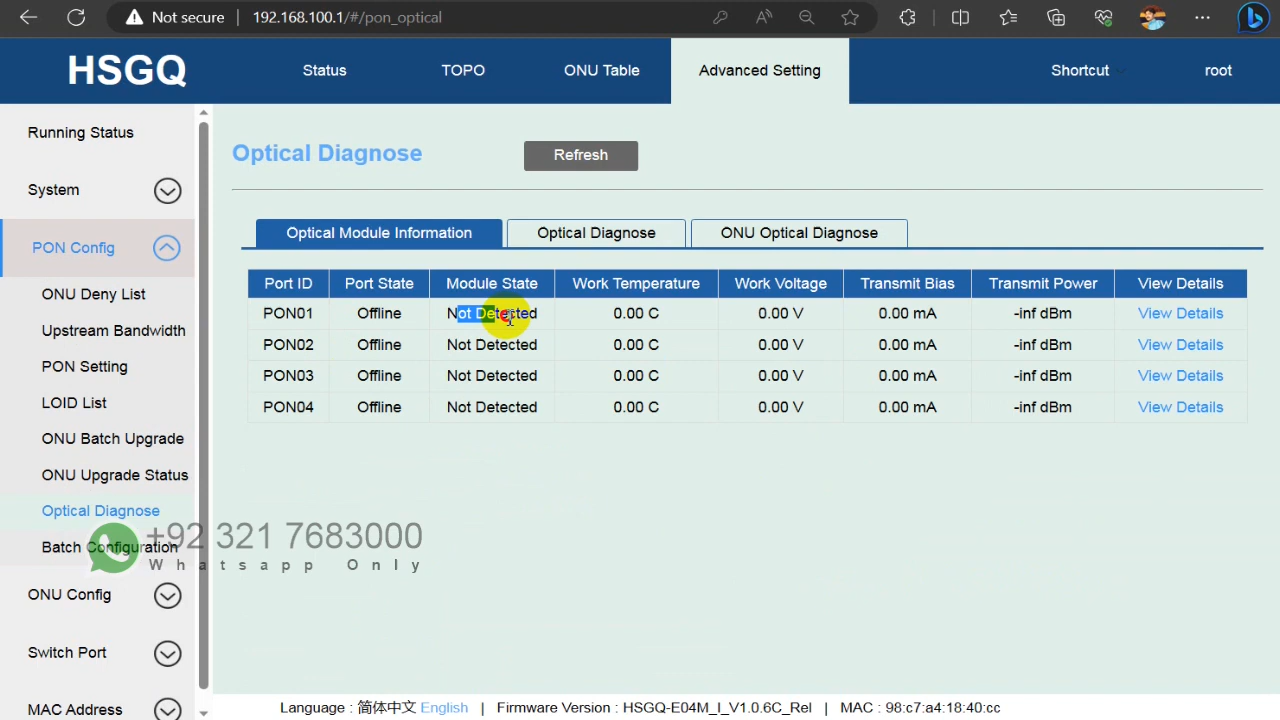 Not secure 192.168.100.1/#/pon_optical
HSGQ Status TOPO ONU Table Advanced Setting Shortcut root
Running Status
System
PON Config
ONU Deny List
Upstream Bandwidth
PON Setting
LOID List
ONU Batch Upgrade
ONU Upgrade Status
Optical Diagnose
Batch Configuration
ONU Config
Switch Port
MAC Address
Optical Diagnose Refresh
Optical Module Information Optical Diagnose ONU Optical Diagnose
Port ID Port State Module State Work Temperature Work Voltage Transmit Bias Transmit Power View Details
PON01 Offline Not Detected 0.00 C 0.00 V 0.00 mA -inf dBm View Details
PON02 Offline Not Detected 0.00 C 0.00 V 0.00 mA -inf dBm View Details
PON03 Offline Not Detected 0.00 C 0.00 V 0.00 mA -inf dBm View Details
PON04 Offline Not Detected 0.00 C 0.00 V 0.00 mA -inf dBm View Details
+92 321 7683000
Whatsapp Only
Language : 简体中文 English | Firmware Version : HSGQ-E04M_I_V1.0.6C_Rel | MAC : 98:c7:a4:18:40:cc